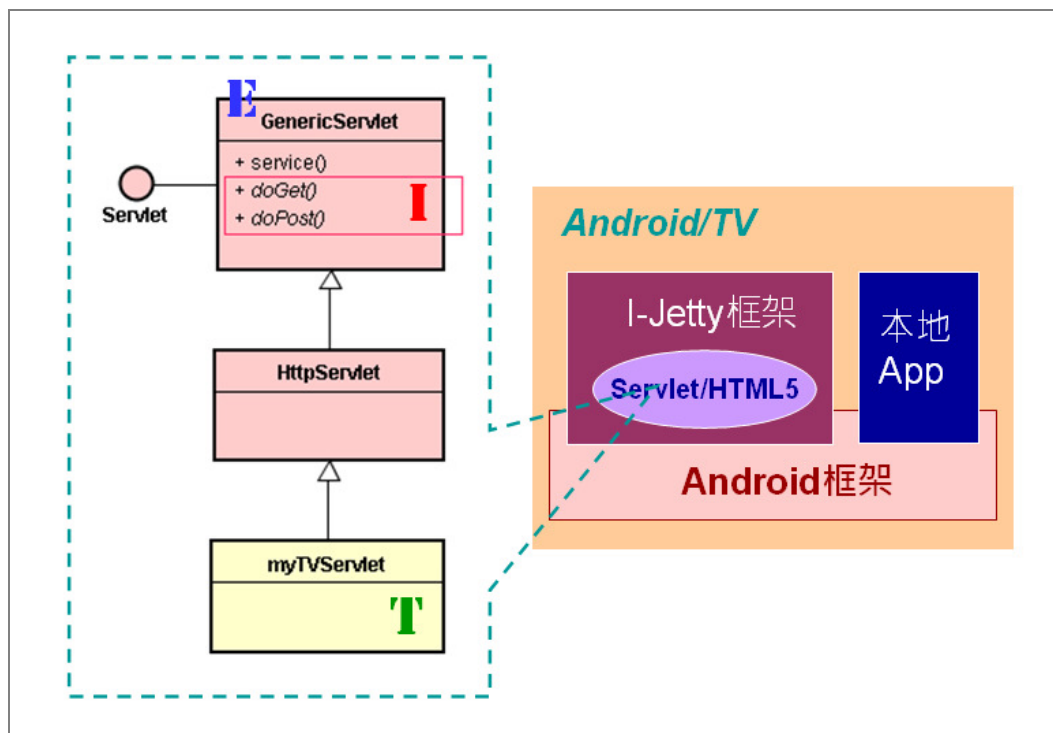 E
GenericServlet
+ service()
+ doGet()
+ doPost()
I
Servlet
HttpServlet
myTVServlet
T
Android/TV
I-Jetty框架
Servlet/HTML5
本地
App
Android框架